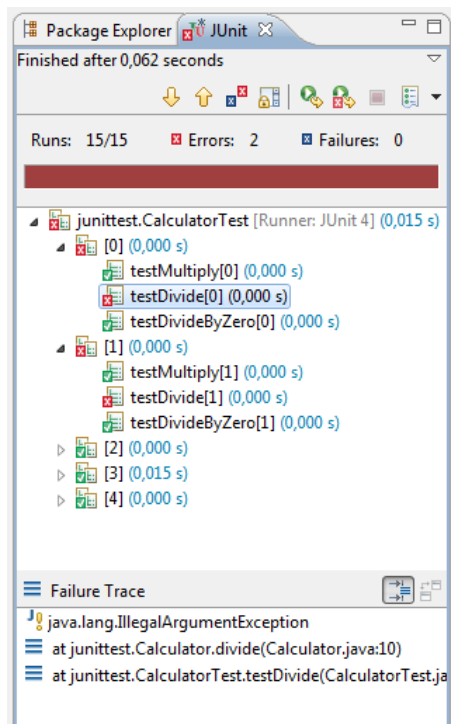 Package Explorer JUnit
Finished after 0,062 seconds
Runs: 15/15 Errors: 2 Failures: 0
junittest.CalculatorTest [Runner: JUnit 4] (0,015 s)
[0] (0,000 s)
testMultiply[0] (0,000 s)
testDivide[0] (0,000 s)
testDivideByZero[0] (0,000 s)
[1] (0,000 s)
testMultiply[1] (0,000 s)
testDivide[1] (0,000 s)
testDivideByZero[1] (0,000 s)
[2] (0,000 s)
[3] (0,015 s)
[4] (0,000 s)
Failure Trace
java.lang.IllegalArgumentException
at junittest.Calculator.divide(Calculator.java:10)
at junittest.CalculatorTest.testDivide(CalculatorTest.ja